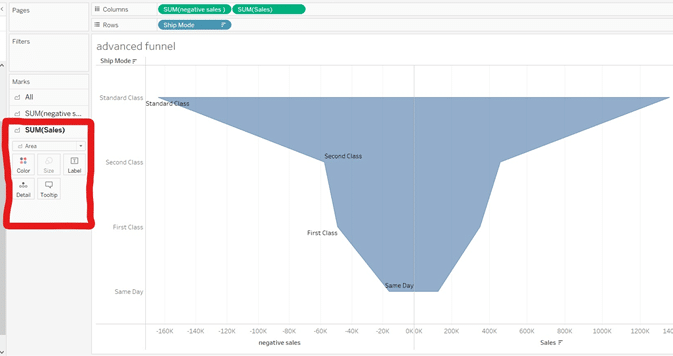 Pages
Columns
SUM(negative sales )
SUM(Sales)
Rows
Ship Mode
Filters
advanced funnel
Ship Mode
Marks
All
SUM(negative s...
SUM(Sales)
Area
Color
Size
Label
Detail
Tooltip
Standard Class
Standard Class
Second Class
Second Class
First Class
First Class
Same Day
Same Day
-160K -140K -120K -100K -80K -60K -40K -20K 0K 0K 200K 400K 600K 800K 1000K 1200K
negative sales
Sales